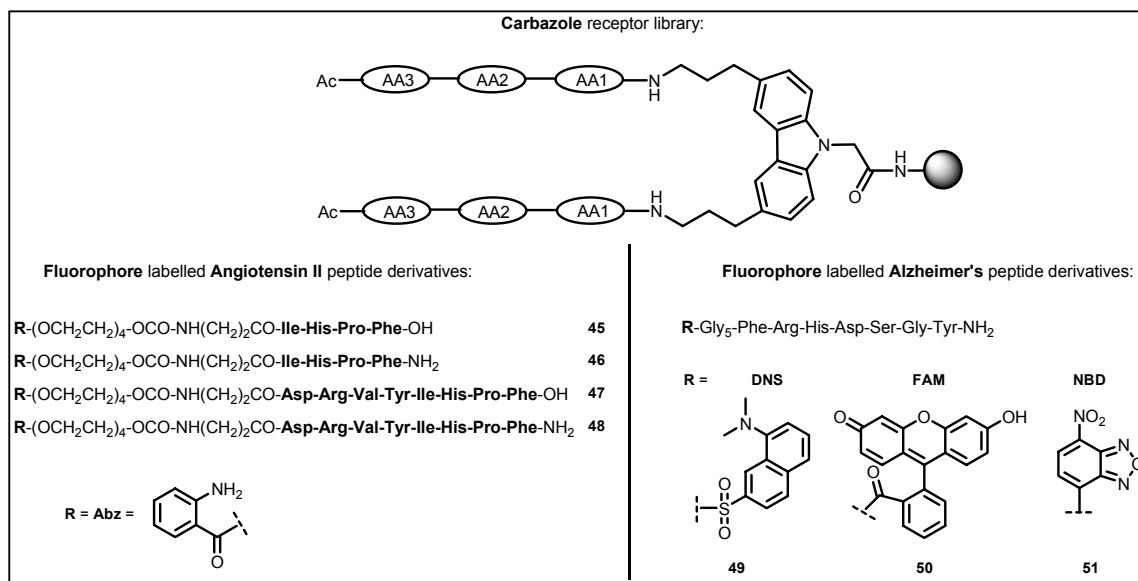 Carbazole receptor library:
Ac AA3 AA2 AA1 N H
N
H N
O
Ac AA3 AA2 AA1 H N
Fluorophore labelled Angiotensin II peptide derivatives:
R-(OCH2CH2)4-OCO-NH(CH2)2CO-Ile-His-Pro-Phe-OH 45
R-(OCH2CH2)4-OCO-NH(CH2)2CO-Ile-His-Pro-Phe-NH2 46
R-(OCH2CH2)4-OCO-NH(CH2)2CO-Asp-Arg-Val-Tyr-Ile-His-Pro-Phe-OH 47
R-(OCH2CH2)4-OCO-NH(CH2)2CO-Asp-Arg-Val-Tyr-Ile-His-Pro-Phe-NH2 48
R = Abz =
NH2
O
Fluorophore labelled Alzheimer's peptide derivatives:
R-Gly5-Phe-Arg-His-Asp-Ser-Gly-Tyr-NH2
R = DNS FAM NBD
N
O S O
O O OH
O
NO2
N O N
49 50 51